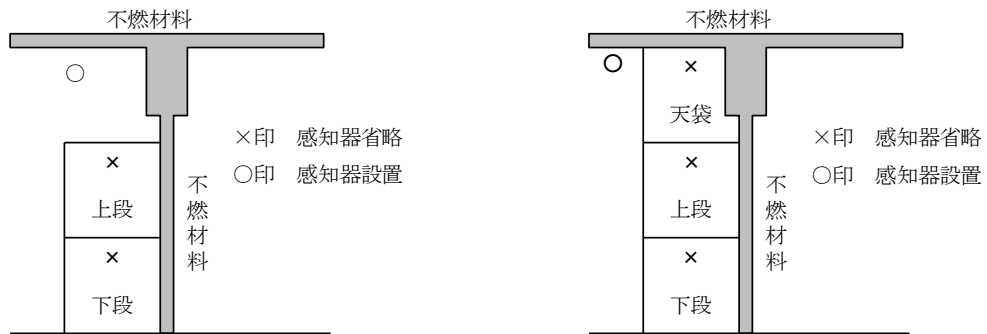 不燃材料
×印 感知器省略
○印 感知器設置
上段
下段
不燃材料
不燃材料
天袋
×印 感知器省略
○印 感知器設置
上段
下段
不燃材料